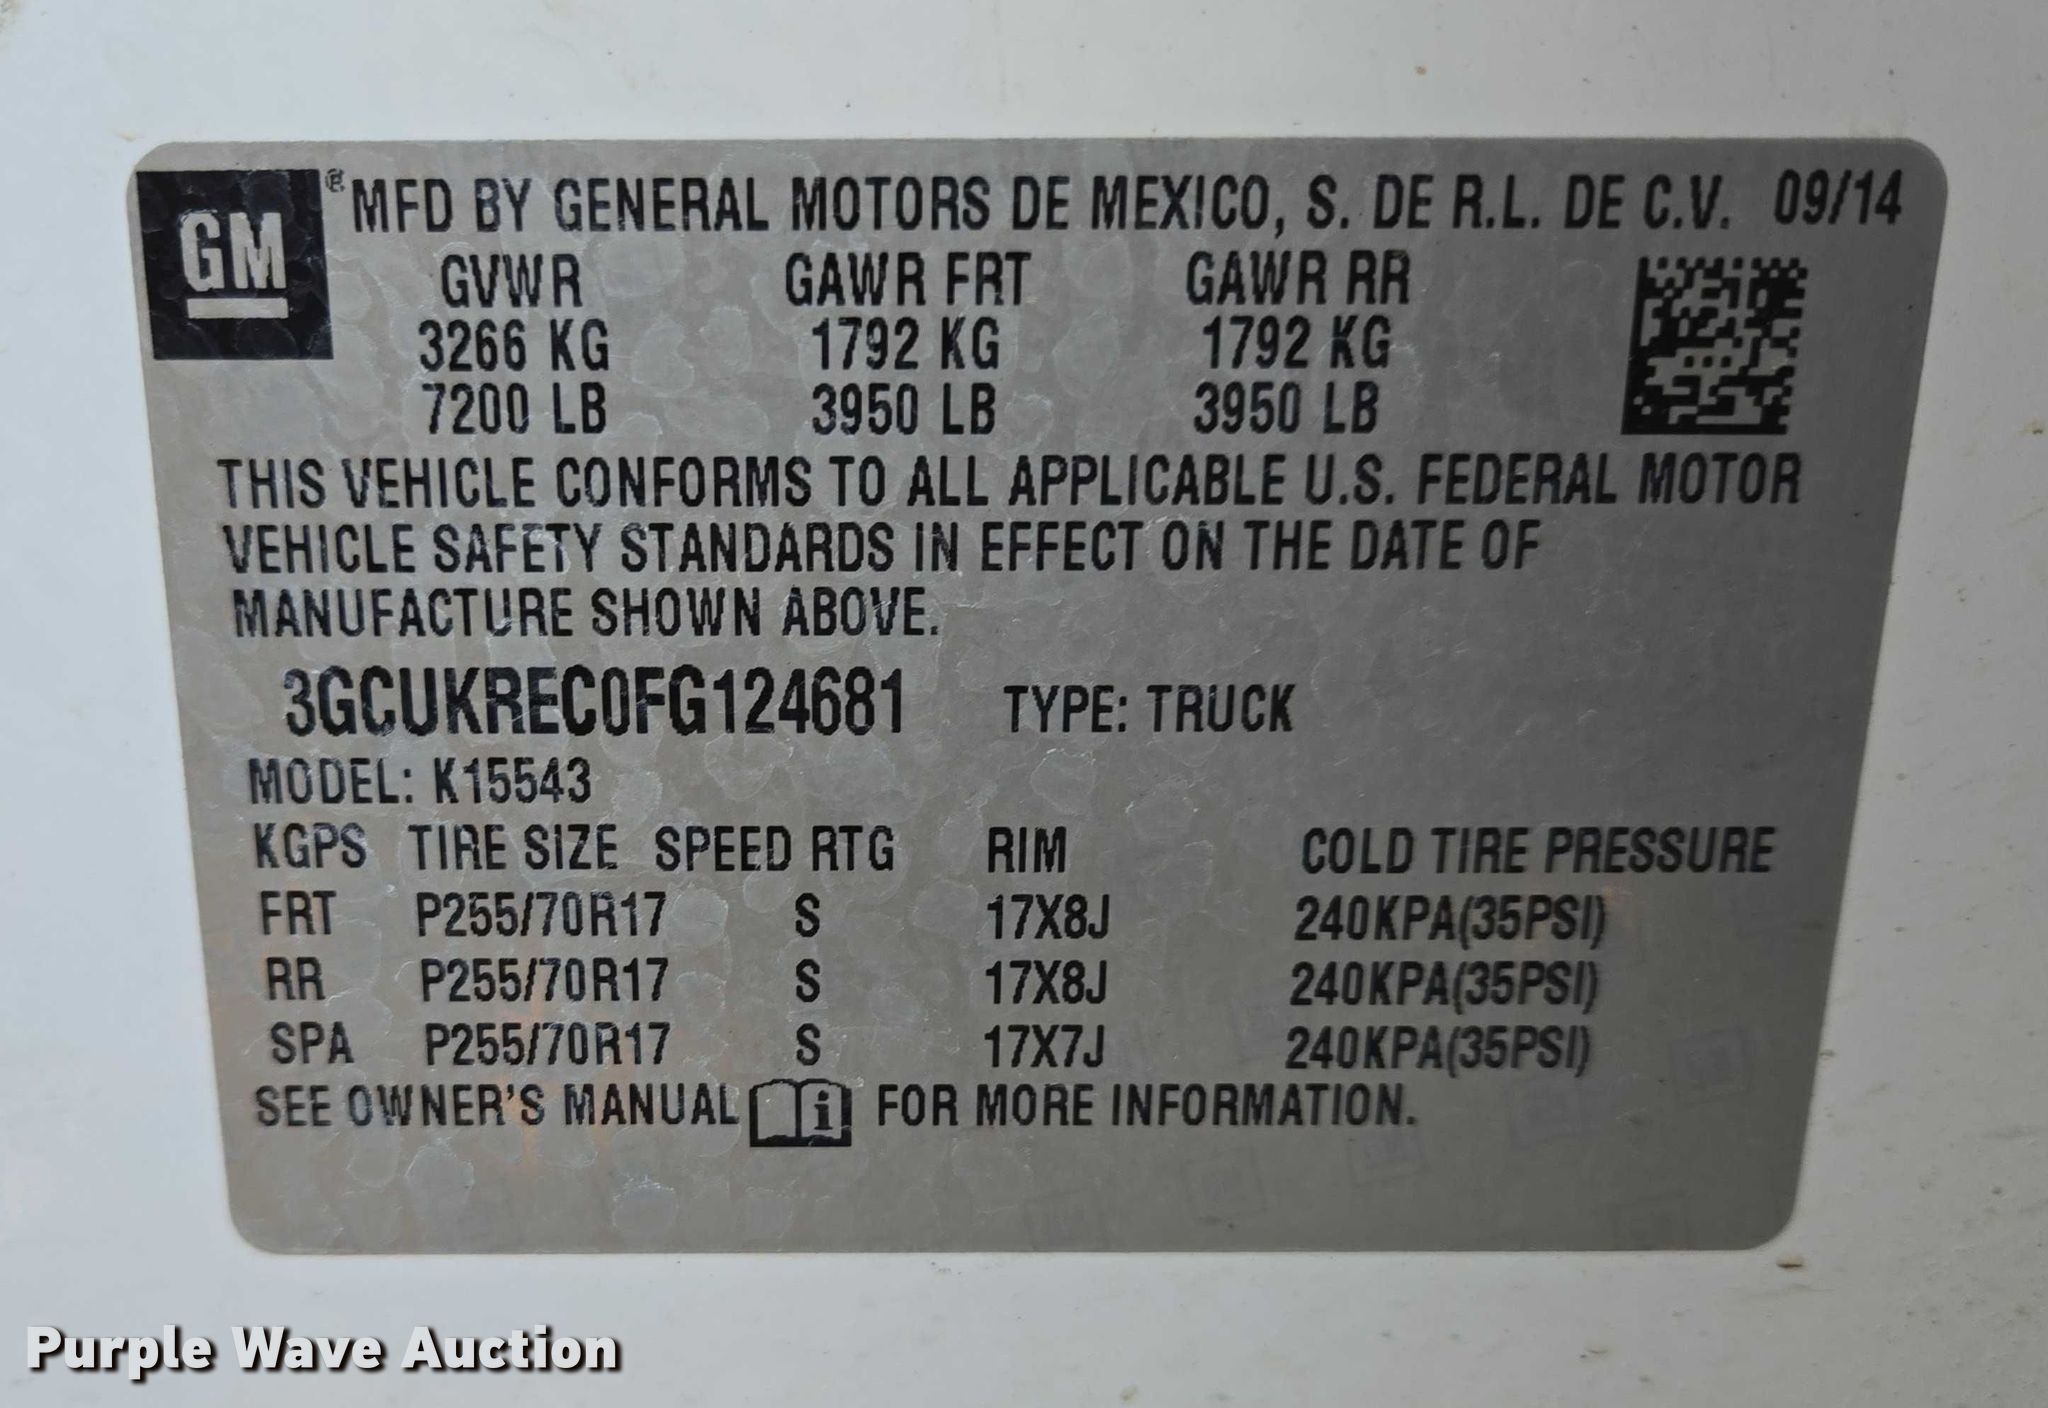 GM ® MFD BY GENERAL MOTORS DE MEXICO, S. DE R.L. DE C.V. 09/14
GVWR GAWR FRT GAWR RR
3266 KG 1792 KG 1792 KG
7200 LB 3950 LB 3950 LB
THIS VEHICLE CONFORMS TO ALL APPLICABLE U.S. FEDERAL MOTOR
VEHICLE SAFETY STANDARDS IN EFFECT ON THE DATE OF
MANUFACTURE SHOWN ABOVE.
3GCUKREC0FG124681 TYPE: TRUCK
MODEL: K15543
KGPS TIRE SIZE SPEED RTG RIM COLD TIRE PRESSURE
FRT P255/70R17 S 17X8J 240KPA(35PSI)
RR P255/70R17 S 17X8J 240KPA(35PSI)
SPA P255/70R17 S 17X7J 240KPA(35PSI)
SEE OWNER'S MANUAL i FOR MORE INFORMATION.
Purple Wave Auction